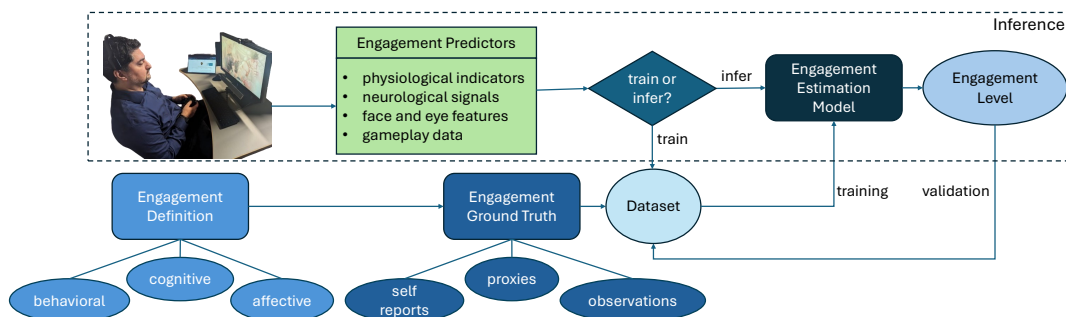 Inference
Engagement Predictors
• physiological indicators
• neurological signals
• face and eye features
• gameplay data
train or
infer?
infer
Engagement
Estimation
Model
Engagement
Level
train
Engagement
Definition
Engagement
Ground Truth
Dataset
training
validation
behavioral
cognitive
affective
self
reports
proxies
observations